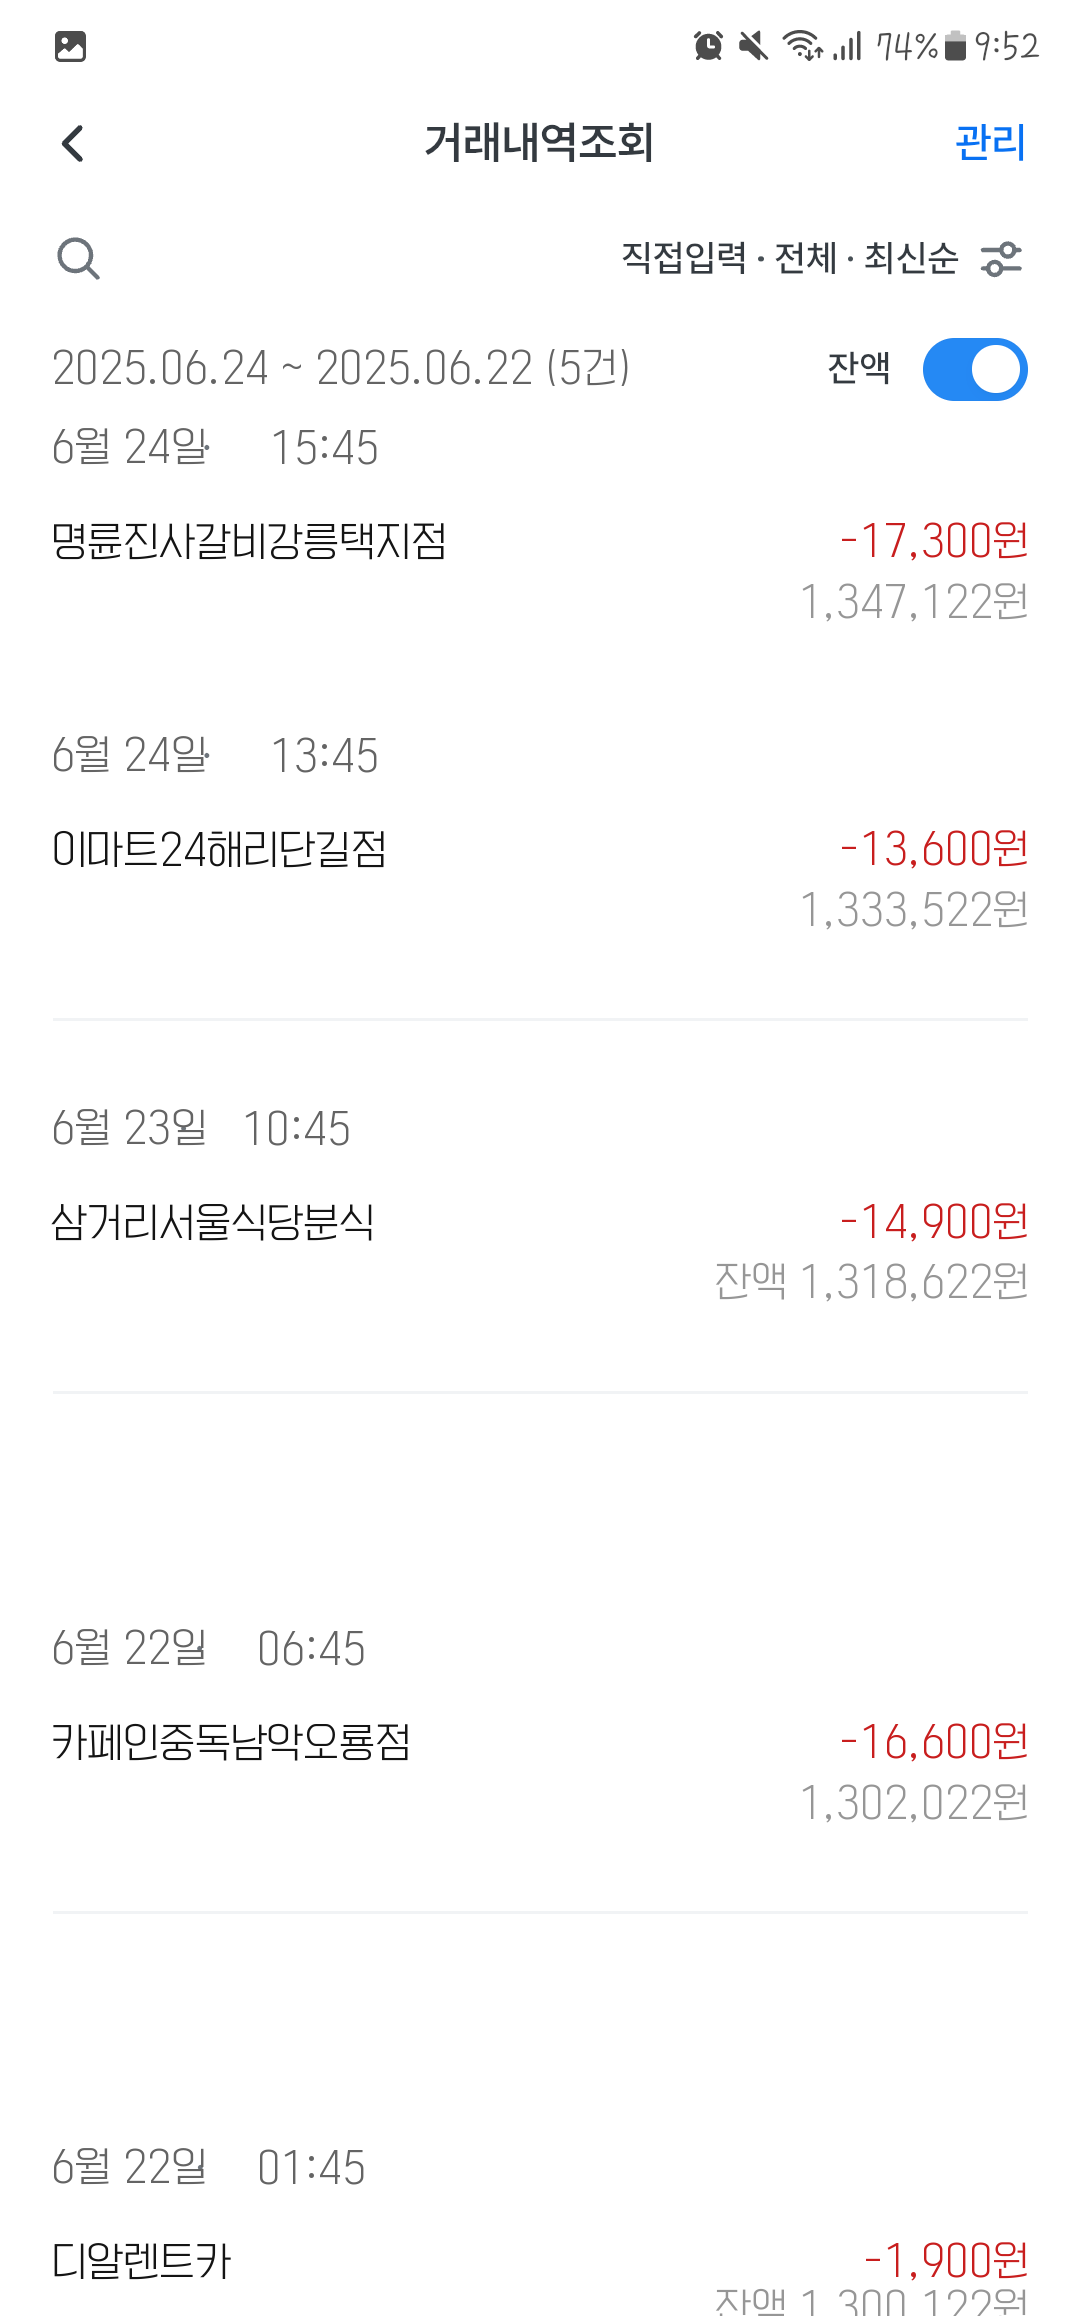 74% 9:52
거래내역조회 관리
직접입력 · 전체 · 최신순
2025.06.24 ~ 2025.06.22 (5건) 잔액
6월 24일 15:45
명륜진사갈비강릉택지점 -17,300원
1,347,122원
6월 24일 13:45
이마트24해리단길점 -13,600원
1,333,522원
6월 23일 10:45
삼거리서울식당분식 -14,900원
잔액 1,318,622원
6월 22일 06:45
카페인중독남악오룡점 -16,600원
1,302,022원
6월 22일 01:45
디알렌트카 -1,900원
잔액 1,300,122원